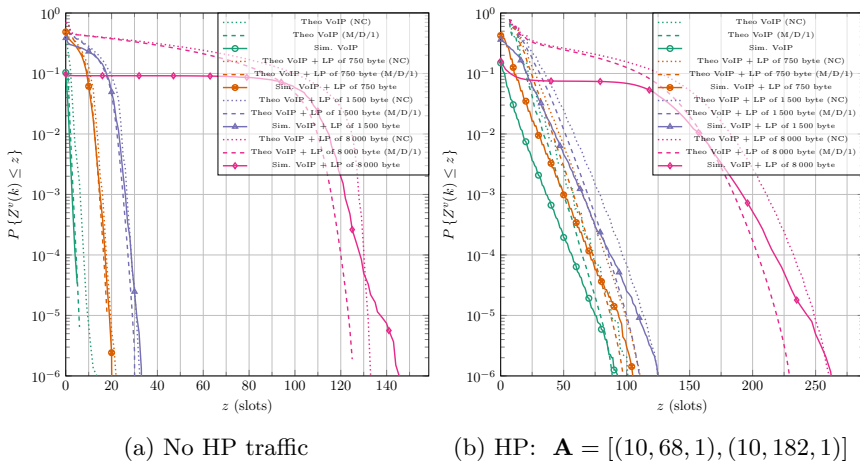 10^0
10^−1
10^−2
10^−3
10^−4
10^−5
10^−6
P {Z^v(k) ≤ z}
0 20 40 60 80 100 120 140
z (slots)
Theo VoIP (NC)
Theo VoIP (M/D/1)
Sim. VoIP
Theo VoIP + LP of 750 byte (NC)
Theo VoIP + LP of 750 byte (M/D/1)
Sim. VoIP + LP of 750 byte
Theo VoIP + LP of 1 500 byte (NC)
Theo VoIP + LP of 1 500 byte (M/D/1)
Sim. VoIP + LP of 1 500 byte
Theo VoIP + LP of 8 000 byte (NC)
Theo VoIP + LP of 8 000 byte (M/D/1)
Sim. VoIP + LP of 8 000 byte
(a) No HP traffic
10^0
10^−1
10^−2
10^−3
10^−4
10^−5
10^−6
P {Z^v(k) ≤ z}
0 50 100 150 200 250
z (slots)
Theo VoIP (NC)
Theo VoIP (M/D/1)
Sim. VoIP
Theo VoIP + LP of 750 byte (NC)
Theo VoIP + LP of 750 byte (M/D/1)
Sim. VoIP + LP of 750 byte
Theo VoIP + LP of 1 500 byte (NC)
Theo VoIP + LP of 1 500 byte (M/D/1)
Sim. VoIP + LP of 1 500 byte
Theo VoIP + LP of 8 000 byte (NC)
Theo VoIP + LP of 8 000 byte (M/D/1)
Sim. VoIP + LP of 8 000 byte
(b) HP: A = [(10, 68, 1), (10, 182, 1)]